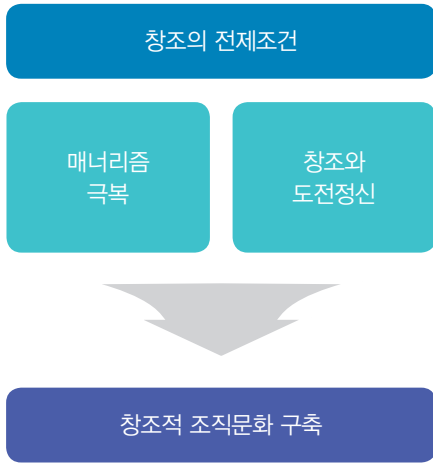 창조의 전제조건
매너리즘
극복
창조와
도전정신
창조적 조직문화 구축